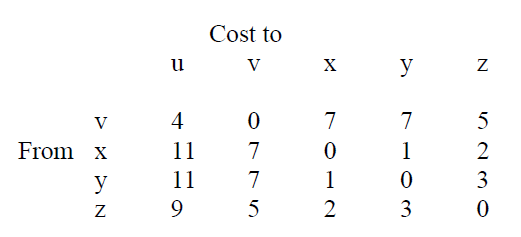 Cost to
u v x y z
v 4 0 7 7 5
From x 11 7 0 1 2
y 11 7 1 0 3
z 9 5 2 3 0